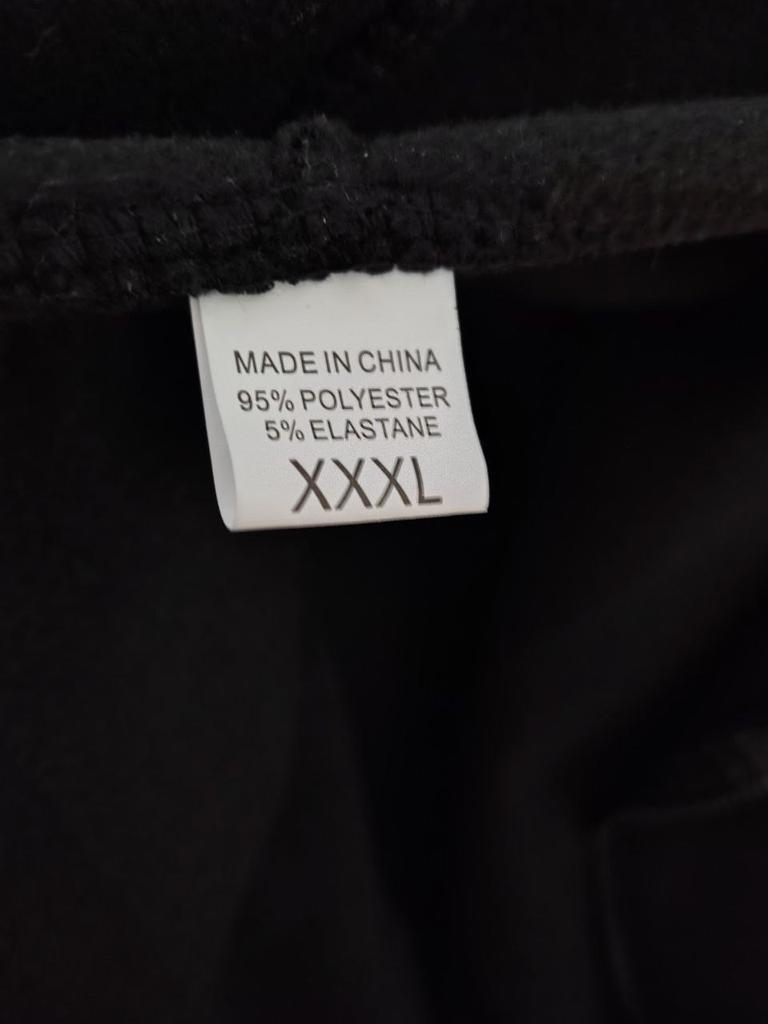 MADE IN CHINA
95% POLYESTER
5% ELASTANE
XXXL